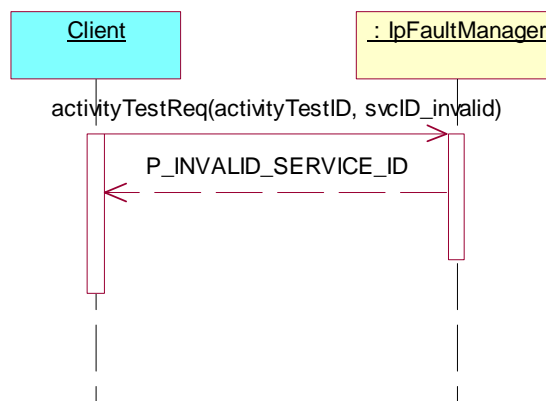 Client
: IpFaultManager
activityTestReq(activityTestID, svcID_invalid)
P_INVALID_SERVICE_ID